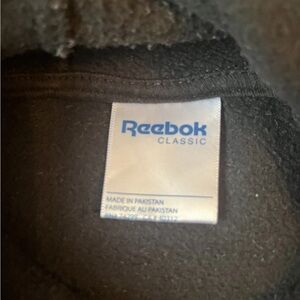 Reebok
CLASSIC
MADE IN PAKISTAN
FABRIQUE AU PAKISTAN